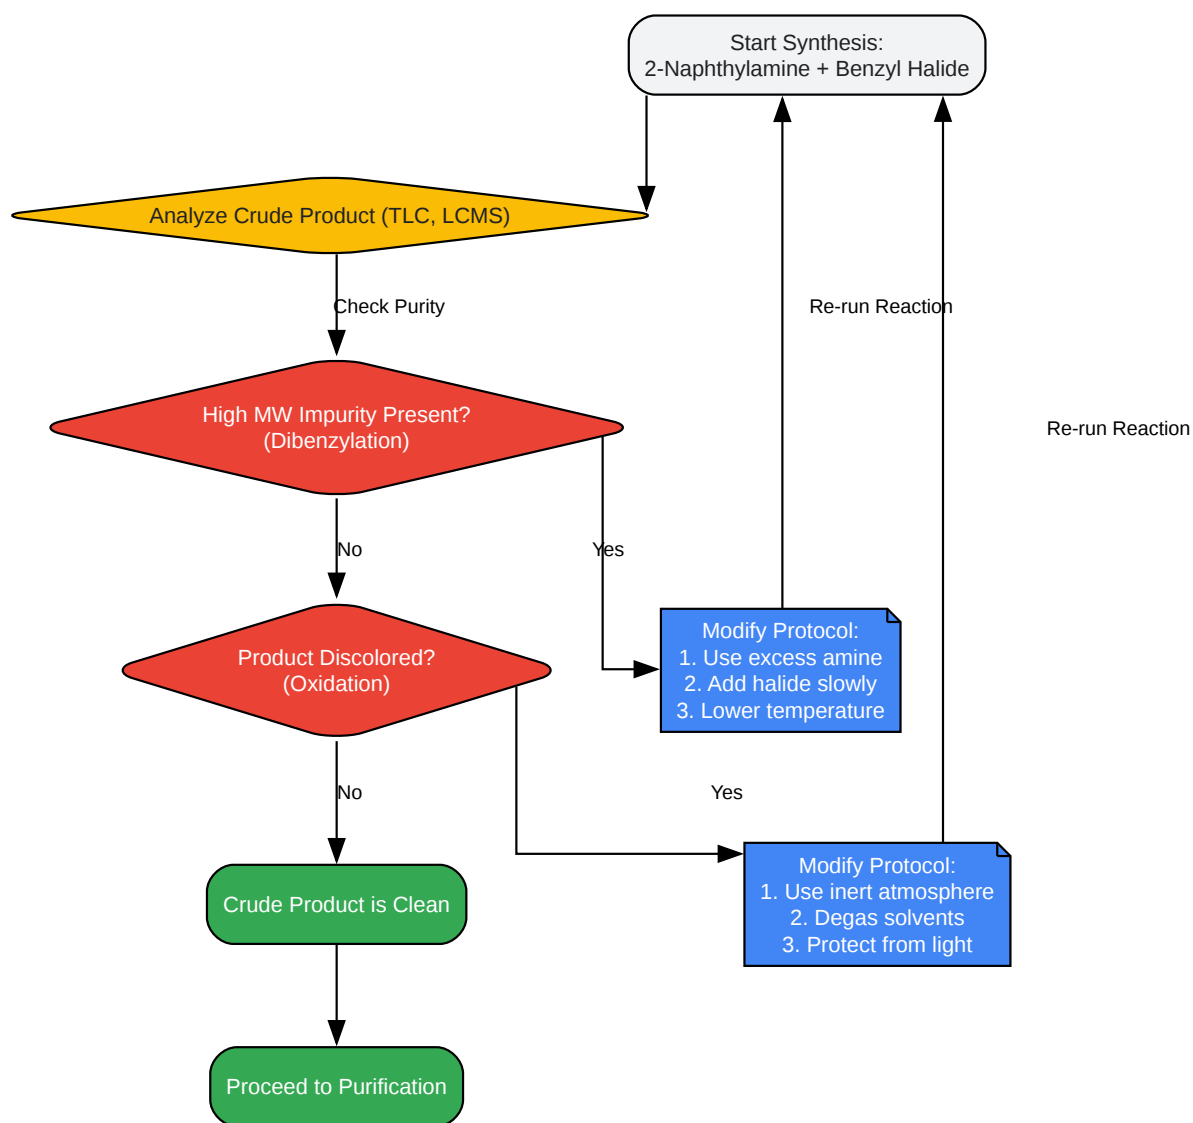 Start Synthesis:
2-Naphthylamine + Benzyl Halide
Analyze Crude Product (TLC, LCMS)
Check Purity
Re-run Reaction
High MW Impurity Present?
(Dibenzylation)
Re-run Reaction
No
Yes
Modify Protocol:
1. Use excess amine
2. Add halide slowly
3. Lower temperature
Product Discolored?
(Oxidation)
No
Yes
Modify Protocol:
1. Use inert atmosphere
2. Degas solvents
3. Protect from light
Crude Product is Clean
Proceed to Purification